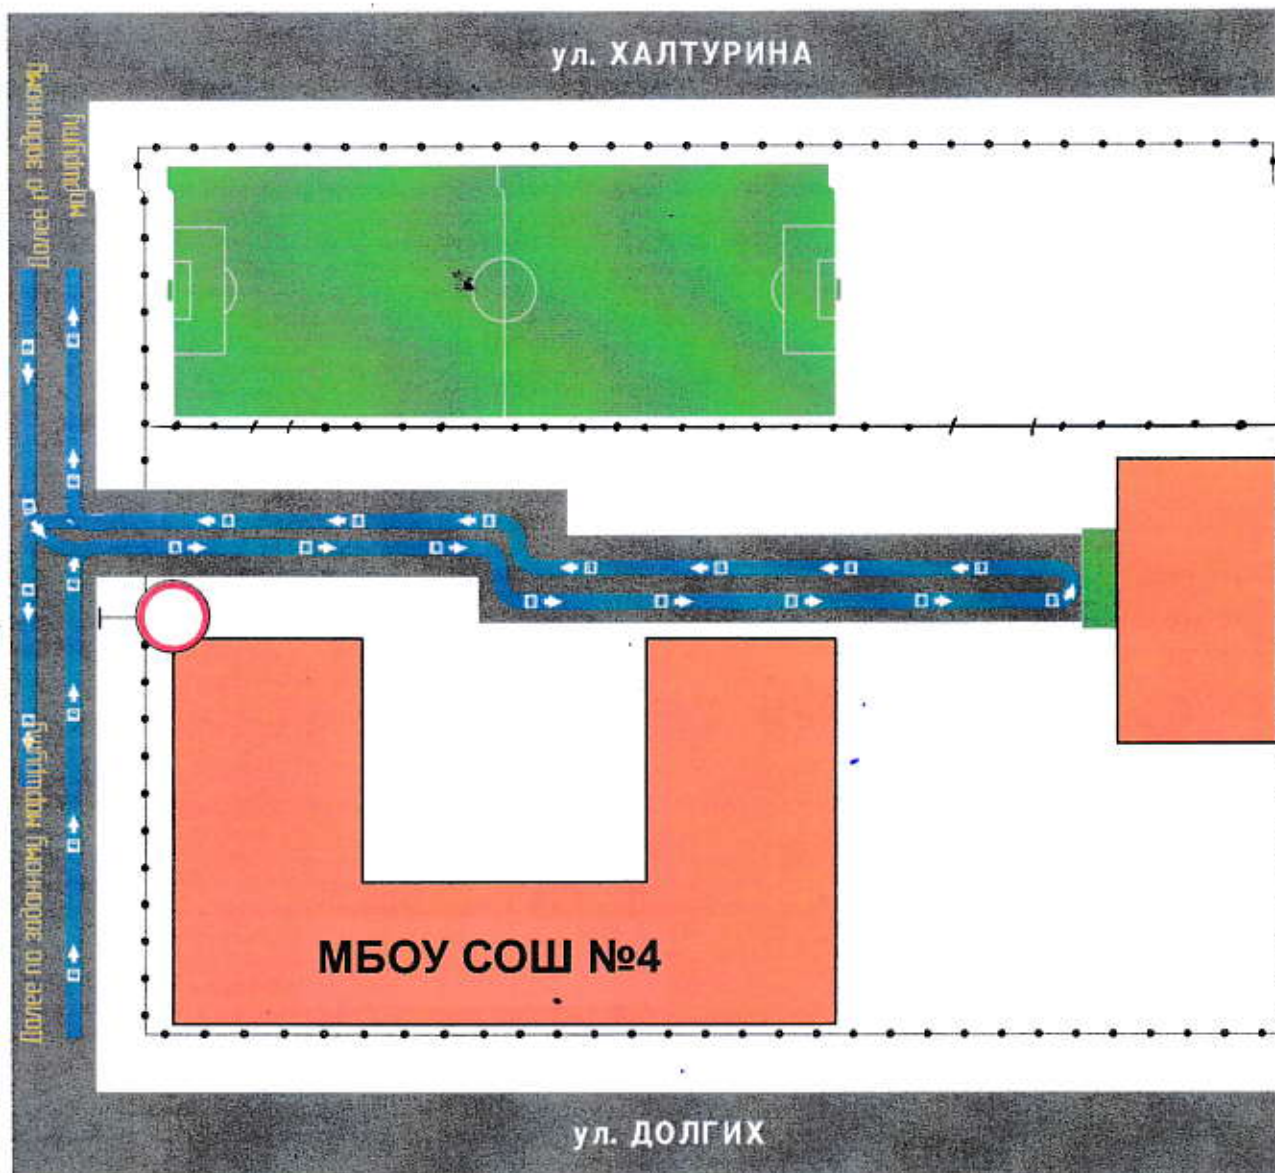 ул. ХАЛТУРИНА
Далее по заданному
маршруту
Далее по заданному маршруту
МБОУ СОШ №4
ул. ДОЛГИХ